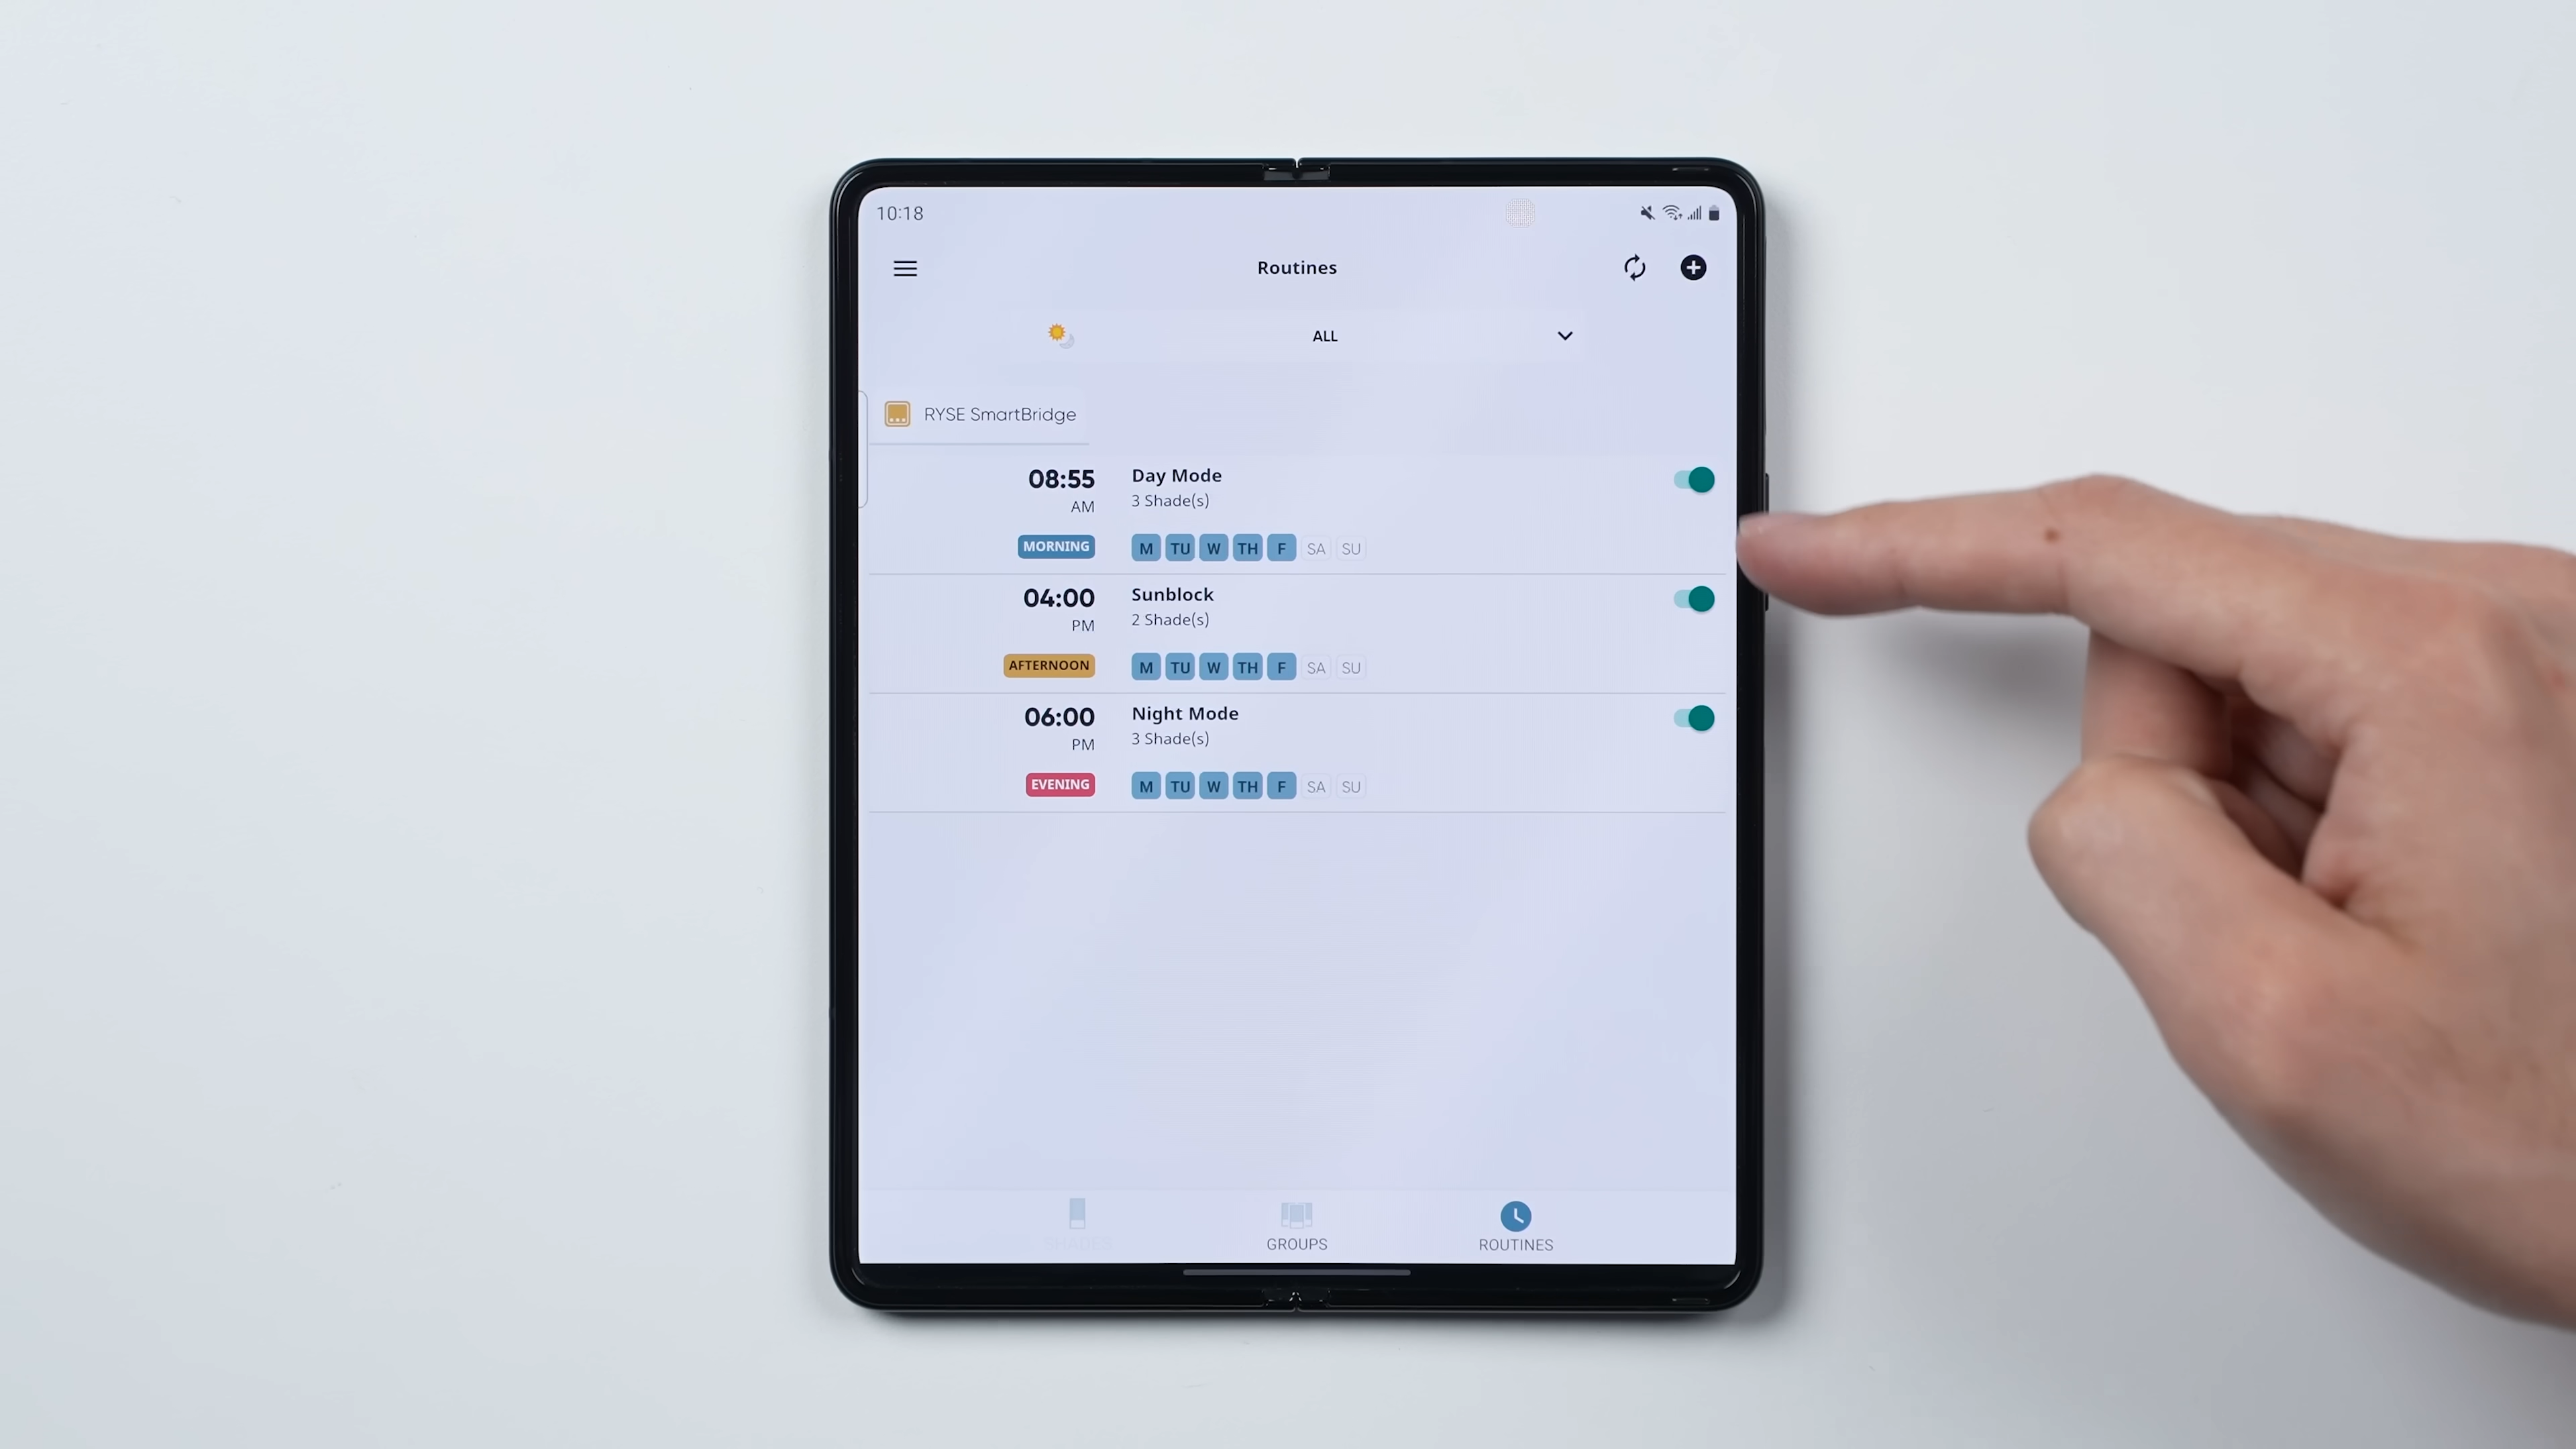 10:18
Routines
ALL
RYSE SmartBridge
08:55 Day Mode
AM 3 Shade(s)
MORNING M TU W TH F SA SU
04:00 Sunblock
PM 2 Shade(s)
AFTERNOON M TU W TH F SA SU
06:00 Night Mode
PM 3 Shade(s)
EVENING M TU W TH F SA SU
SHADES GROUPS ROUTINES